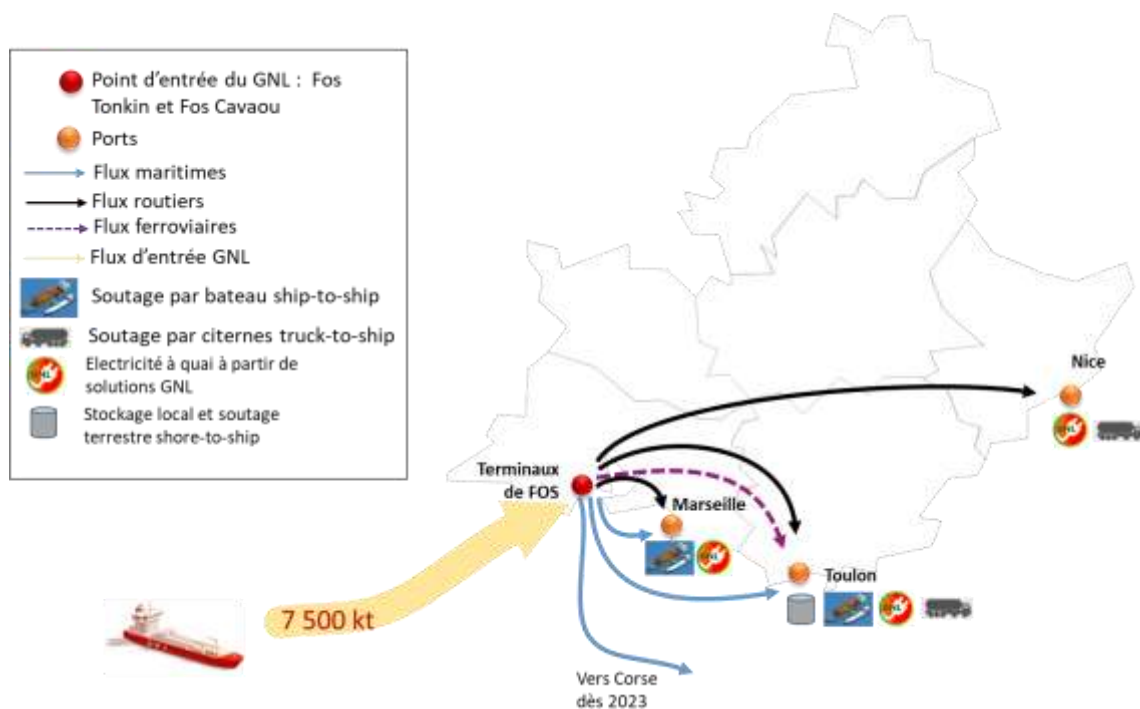 Point d'entrée du GNL : Fos
Tonkin et Fos Cavaou
Ports
Flux maritimes
Flux routiers
Flux ferroviaires
Flux d'entrée GNL
Soutage par bateau ship-to-ship
Soutage par citernes truck-to-ship
Electricité à quai à partir de
solutions GNL
Stockage local et soutage
terrestre shore-to-ship
Nice
Terminaux
de FOS
Marseille
Toulon
7 500 kt
Vers Corse
dès 2023